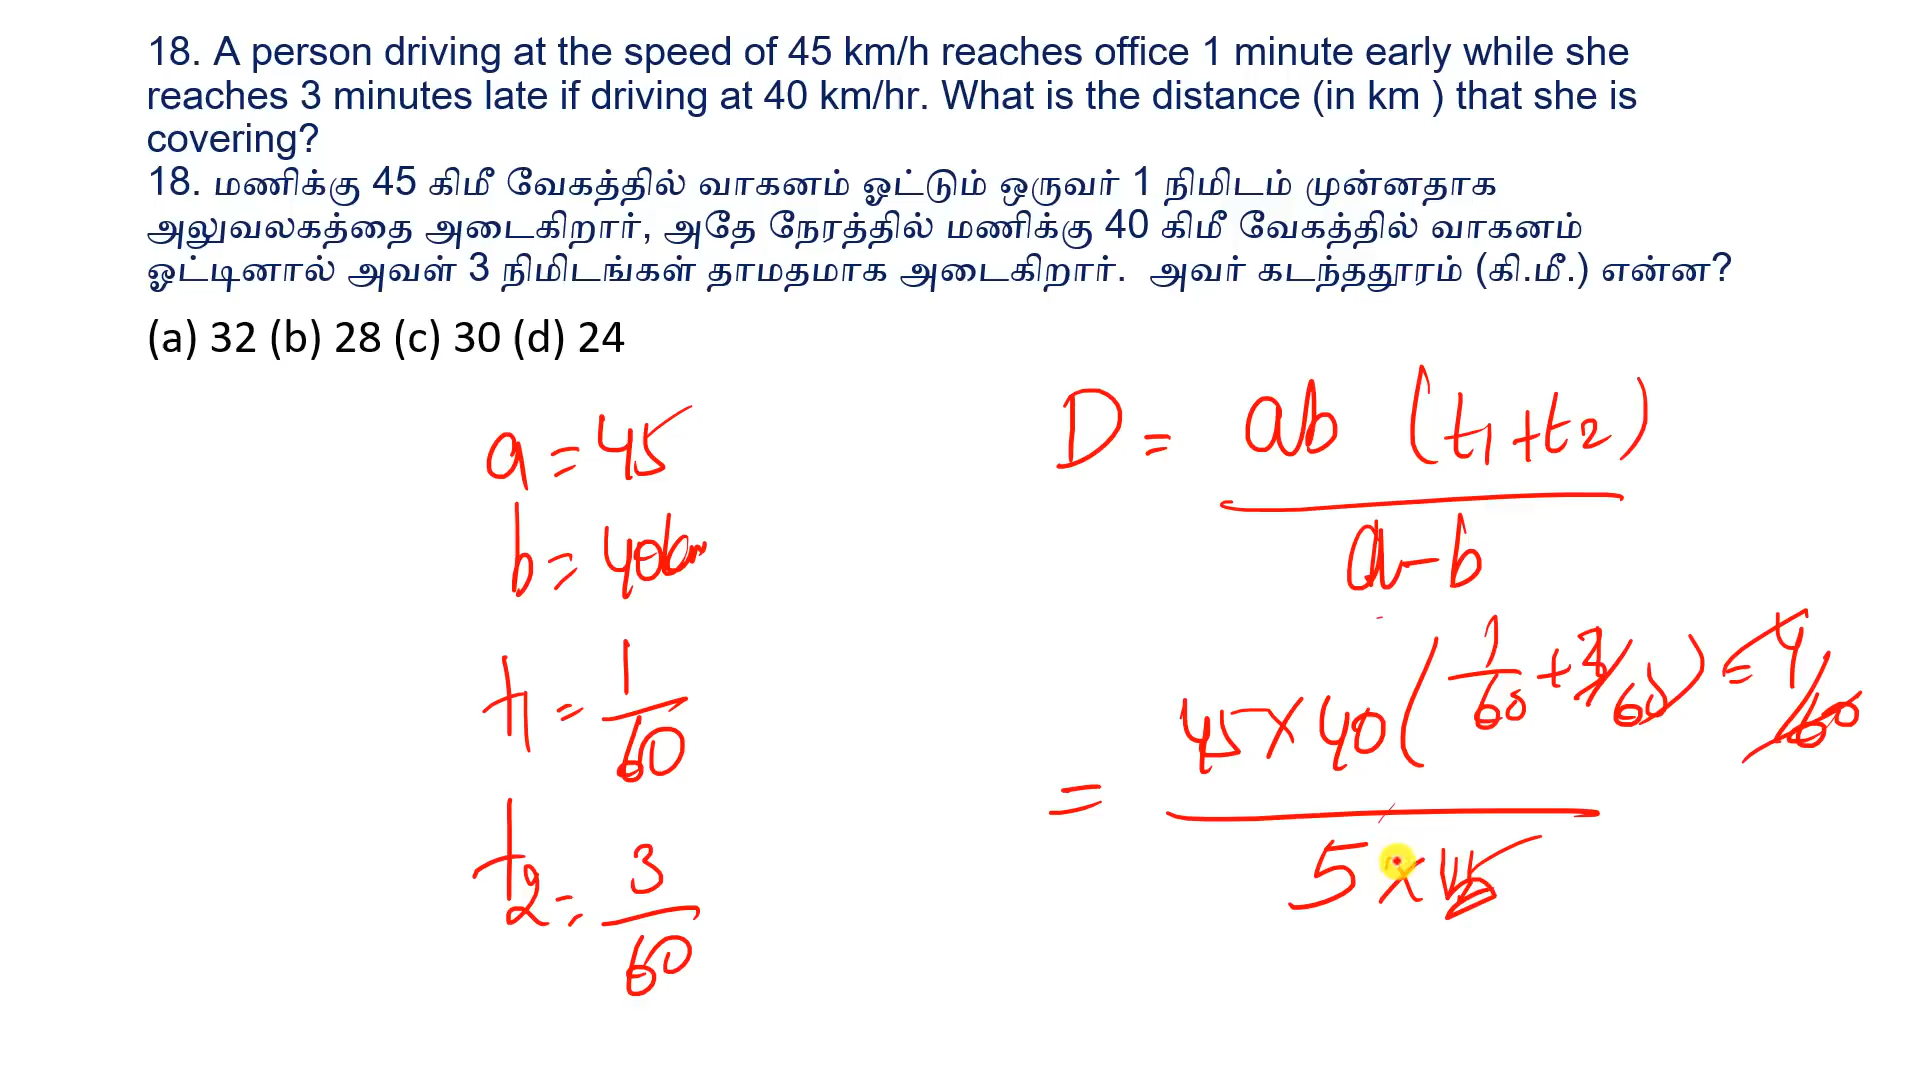 18. A person driving at the speed of 45 km/h reaches office 1 minute early while she
reaches 3 minutes late if driving at 40 km/hr. What is the distance (in km ) that she is
covering?
18. மணிக்கு 45 கிமீ வேகத்தில் வாகனம் ஓட்டும் ஒருவர் 1 நிமிடம் முன்னதாக
அலுவலகத்தை அடைகிறார், அதே நேரத்தில் மணிக்கு 40 கிமீ வேகத்தில் வாகனம்
ஓட்டினால் அவள் 3 நிமிடங்கள் தாமதமாக அடைகிறார். அவர் கடந்ததூரம் (கி.மீ.) என்ன?
(a) 32 (b) 28 (c) 30 (d) 24
a = 45
b = 40km
t1 = 1/60
t2 = 3/60
D = ab (t1+t2)
a-b
= 45 × 40 (1/60 + 3/60) = 4/60
5 × 15